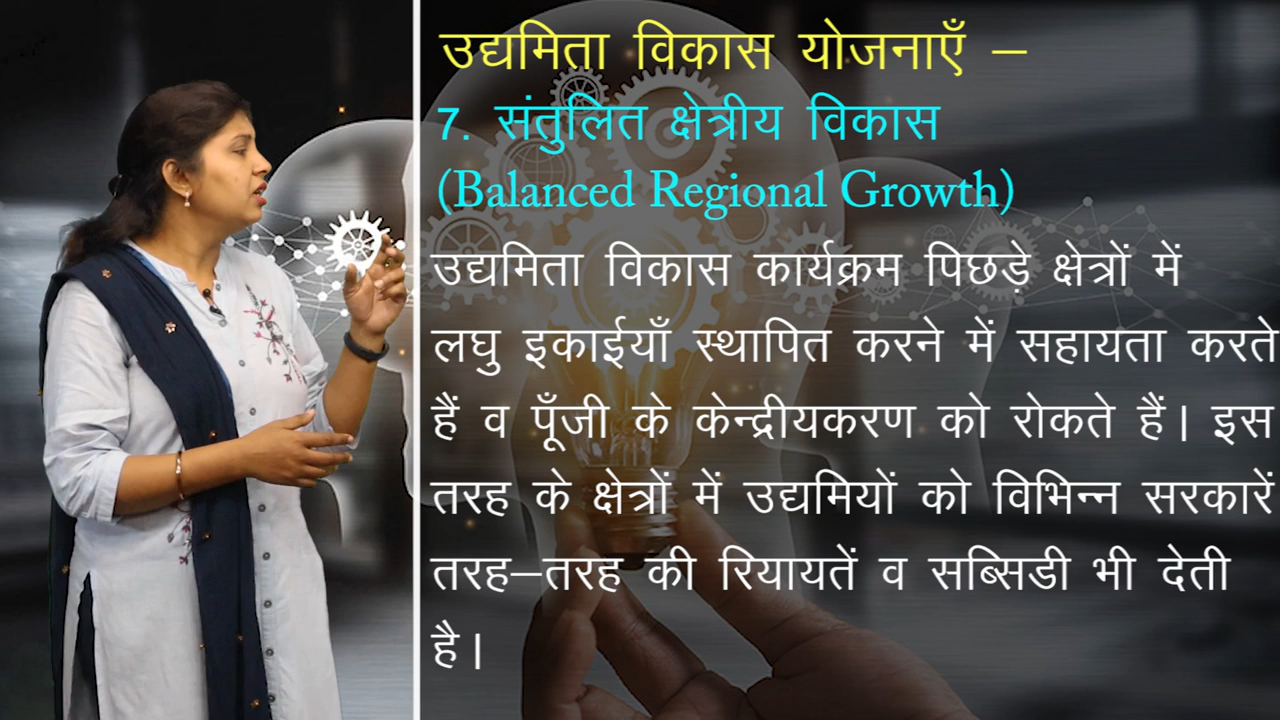 उद्यमिता विकास योजनाएँ –
7. संतुलित क्षेत्रीय विकास
(Balanced Regional Growth)
उद्यमिता विकास कार्यक्रम पिछड़े क्षेत्रों में
लघु इकाईयाँ स्थापित करने में सहायता करते
हैं व पूँजी के केन्द्रीयकरण को रोकते हैं। इस
तरह के क्षेत्रों में उद्यमियों को विभिन्न सरकारें
तरह–तरह की रियायतें व सब्सिडी भी देती
है।